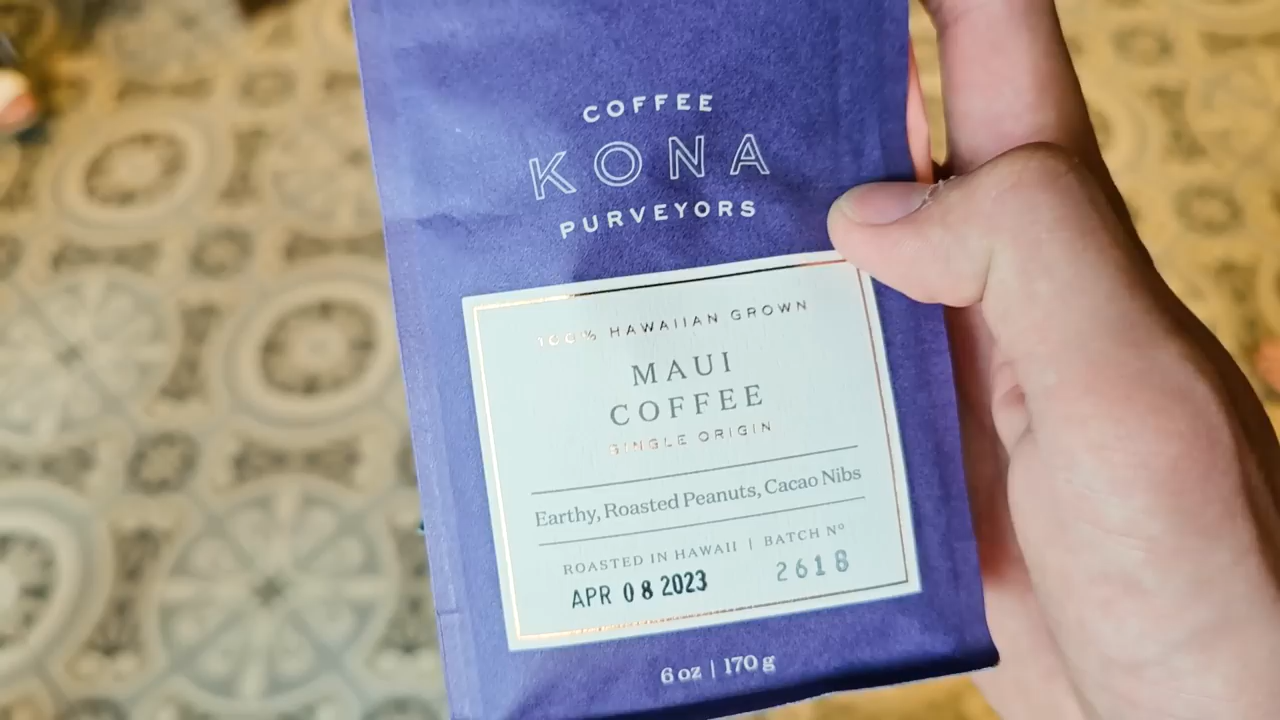 COFFEE
KONA
PURVEYORS
100% HAWAIIAN GROWN
MAUI
COFFEE
SINGLE ORIGIN
Earthy, Roasted Peanuts, Cacao Nibs
ROASTED IN HAWAII | BATCH Nº
APR 08 2023 2618
6 oz | 170 g